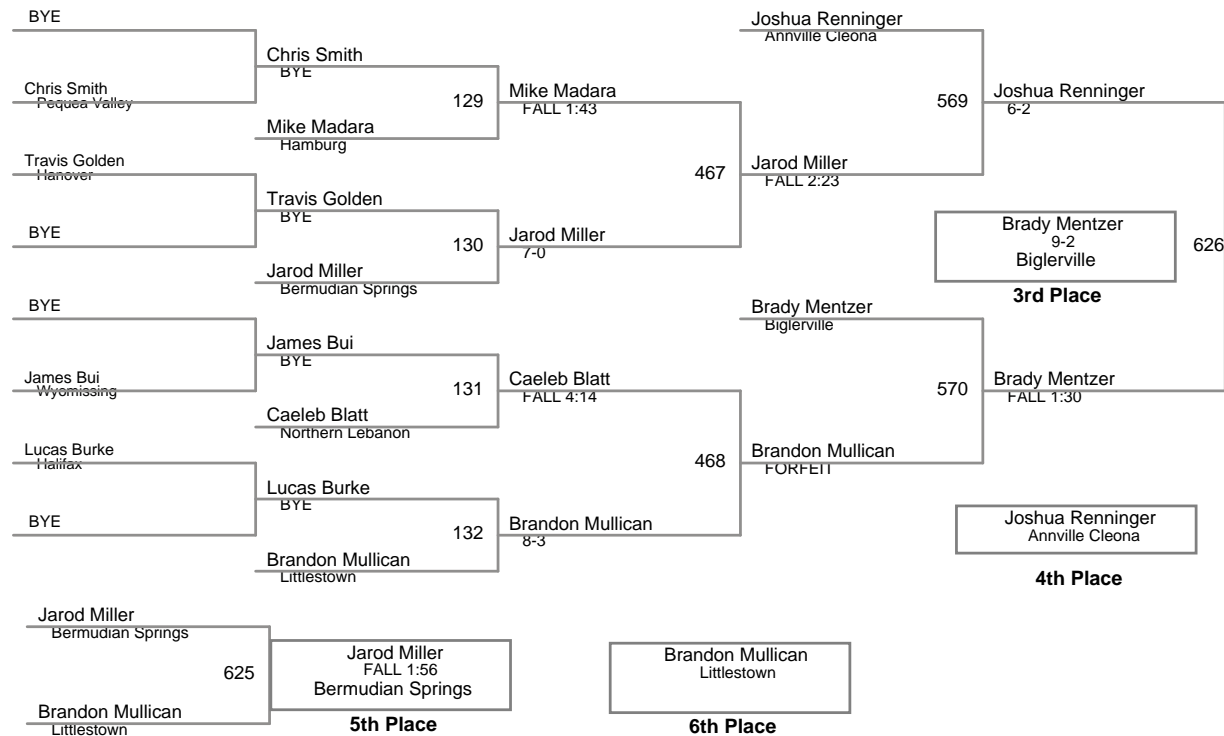 BYE
Chris Smith
Pequea Valley
Travis Golden
Hanover
BYE
BYE
James Bui
Wyomissing
Lucas Burke
Halifax
BYE
Chris Smith
BYE
129
Mike Madara
Hamburg
Travis Golden
BYE
130
Jarod Miller
Bermudian Springs
James Bui
BYE
131
Caeleb Blatt
Northern Lebanon
Lucas Burke
BYE
132
Brandon Mullican
Littlestown
Mike Madara
FALL 1:43
467
Jarod Miller
7-0
Caeleb Blatt
FALL 4:14
468
Brandon Mullican
8-3
Joshua Renninger
Annville Cleona
569
Jarod Miller
FALL 2:23
Brady Mentzer
Biglerville
570
Brandon Mullican
FORFEIT
Joshua Renninger
6-2
626
Brady Mentzer
FALL 1:30
Brady Mentzer
9-2
Biglerville
3rd Place
Joshua Renninger
Annville Cleona
4th Place
Jarod Miller
Bermudian Springs
625
Brandon Mullican
Littlestown
Jarod Miller
FALL 1:56
Bermudian Springs
5th Place
Brandon Mullican
Littlestown
6th Place